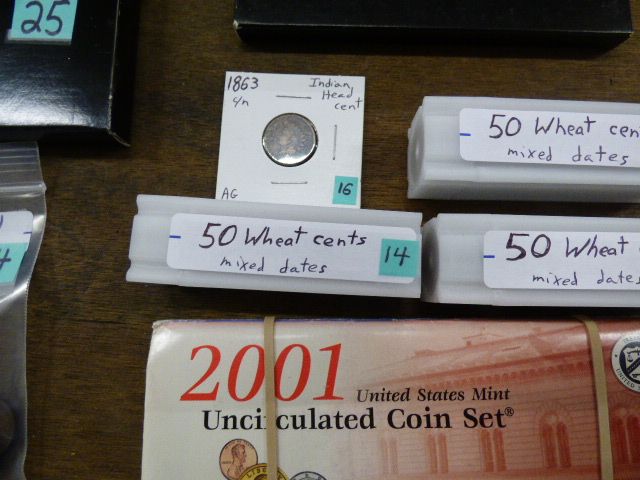 25
1863
c/n
Indian
Head
cent
AG
16
50 Wheat cen
mixed dates
50 Wheat cents
mixed dates
14
50 Wheat
mixed dates
4
2001 United States Mint
Uncirculated Coin Set®